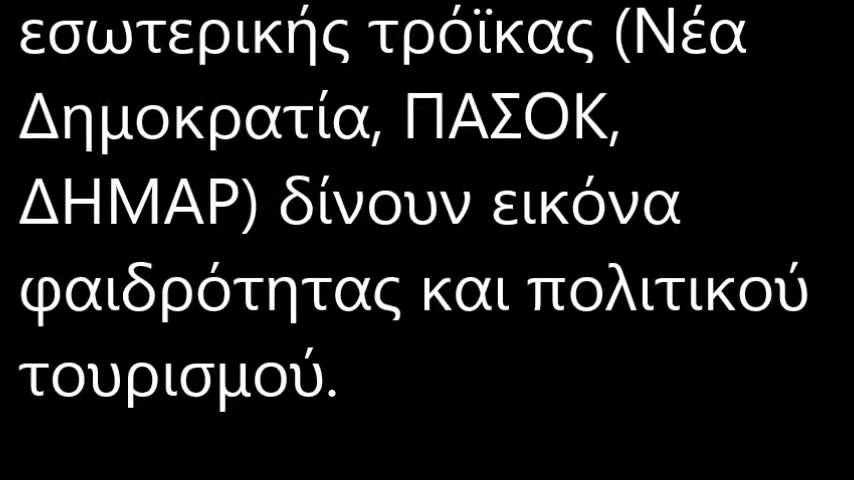 εσωτερικής τρόϊκας (Νέα
Δημοκρατία, ΠΑΣΟΚ,
ΔΗΜΑΡ) δίνουν εικόνα
φαιδρότητας και πολιτικού
τουρισμού.